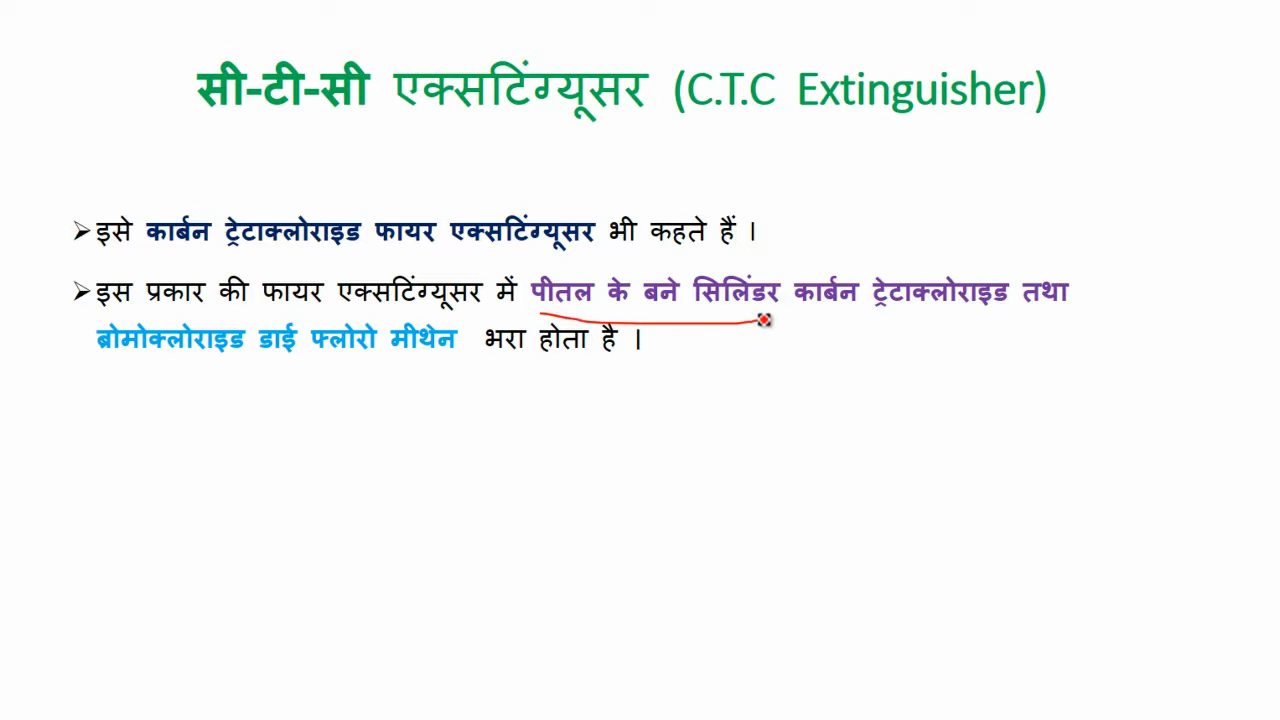 सी-टी-सी एक्सटिंग्यूसर (C.T.C Extinguisher)
➢इसे कार्बन ट्रेटाक्लोराइड फायर एक्सटिंग्यूसर भी कहते हैं ।
➢इस प्रकार की फायर एक्सटिंग्यूसर में पीतल के बने सिलिंडर कार्बन ट्रेटाक्लोराइड तथा
ब्रोमोक्लोराइड डाई फ्लोरो मीथेन भरा होता है ।